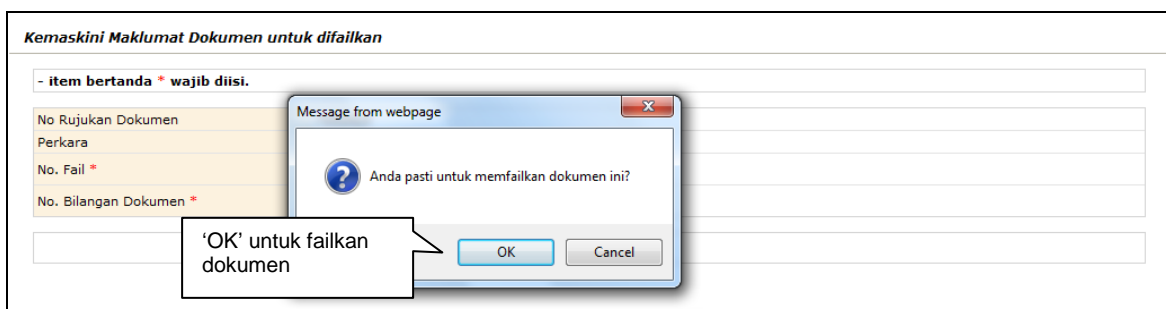 Kemaskini Maklumat Dokumen untuk difailkan
- item bertanda * wajib diisi.
No Rujukan Dokumen
Perkara
No. Fail *
No. Bilangan Dokumen *
Message from webpage
Anda pasti untuk memfailkan dokumen ini?
OK
Cancel
‘OK’ untuk failkan
dokumen